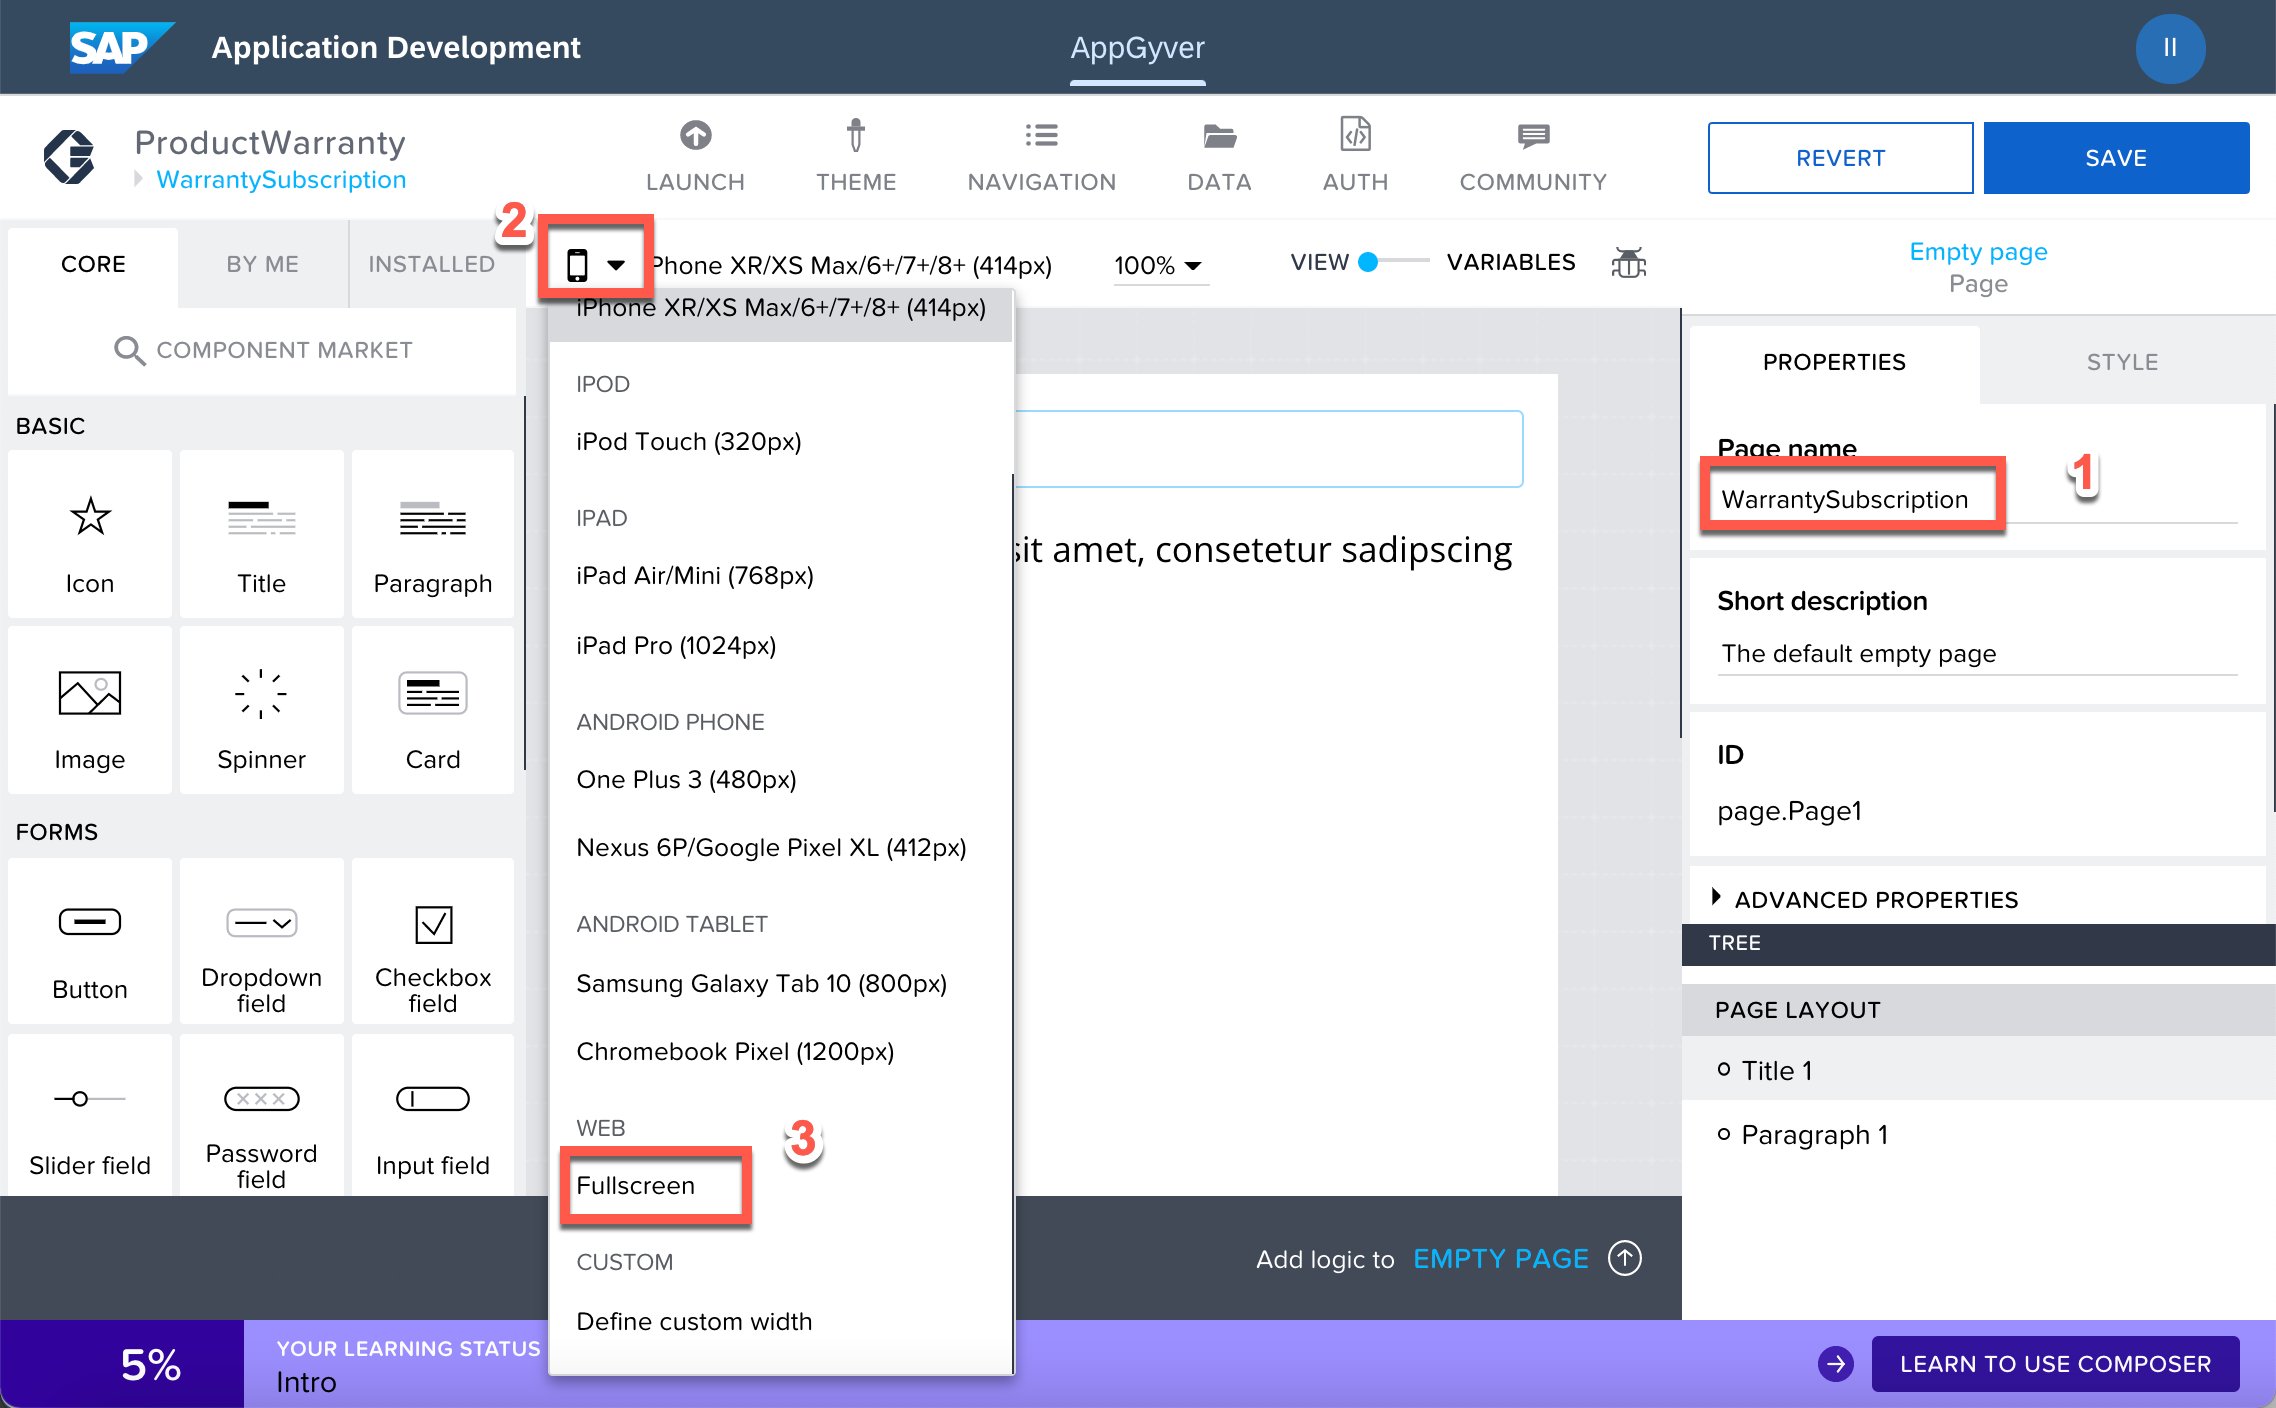 SAP Application Development
AppGyver
II
ProductWarranty
WarrantySubscription
LAUNCH
THEME
NAVIGATION
DATA
AUTH
COMMUNITY
REVERT
SAVE
CORE
BY ME
INSTALLED
2
Phone XR/XS Max/6+/7+/8+ (414px)
100%
VIEW
VARIABLES
Empty page
Page
COMPONENT MARKET
BASIC
Icon
Title
Paragraph
Image
Spinner
Card
FORMS
Button
Dropdown
field
Checkbox
field
Slider field
Password
field
Input field
iPhone XR/XS Max/6+/7+/8+ (414px)
IPOD
iPod Touch (320px)
IPAD
iPad Air/Mini (768px)
iPad Pro (1024px)
ANDROID PHONE
One Plus 3 (480px)
Nexus 6P/Google Pixel XL (412px)
ANDROID TABLET
Samsung Galaxy Tab 10 (800px)
Chromebook Pixel (1200px)
WEB
3
Fullscreen
CUSTOM
Define custom width
sit amet, consetetur sadipscing
Add logic to EMPTY PAGE
PROPERTIES
STYLE
Page name
WarrantySubscription
1
Short description
The default empty page
ID
page.Page1
ADVANCED PROPERTIES
TREE
PAGE LAYOUT
Title 1
Paragraph 1
5%
YOUR LEARNING STATUS
Intro
LEARN TO USE COMPOSER